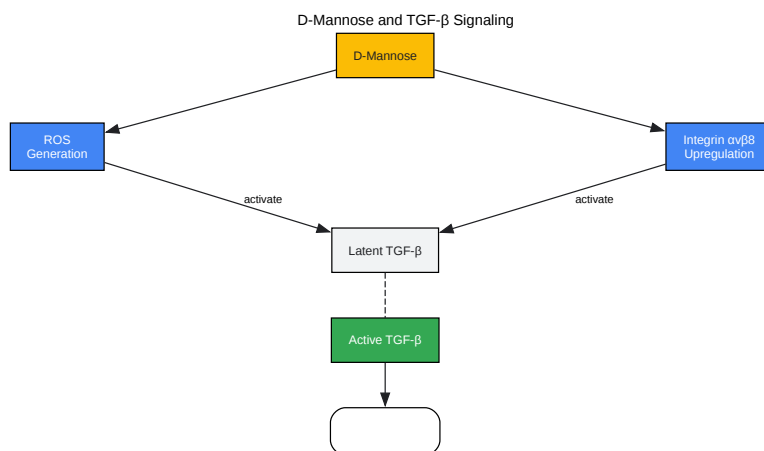 D-Mannose and TGF-β Signaling
D-Mannose
ROS
Generation
Integrin αvβ8
Upregulation
activate
activate
Latent TGF-β
Active TGF-β